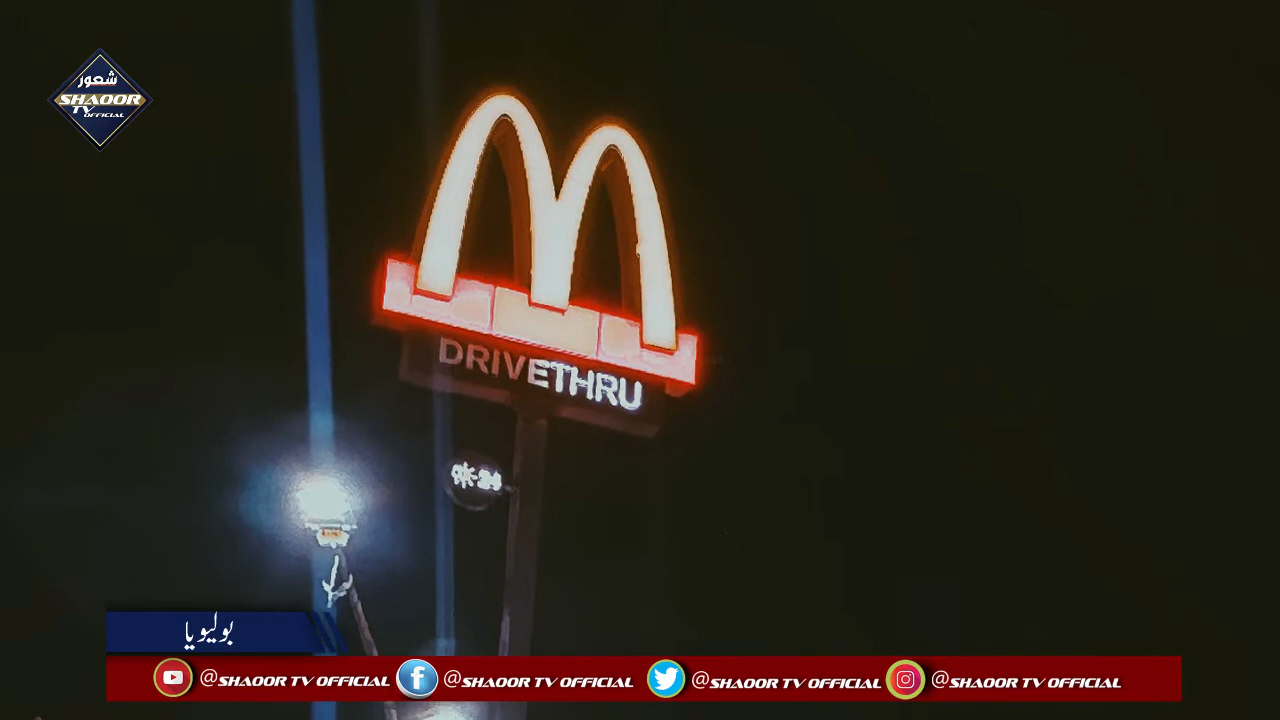 شعور
SHAOOR
TV OFFICIAL
DRIVETHRU
بولیویا
@SHAOOR TV OFFICIAL @SHAOOR TV OFFICIAL @SHAOOR TV OFFICIAL @SHAOOR TV OFFICIAL